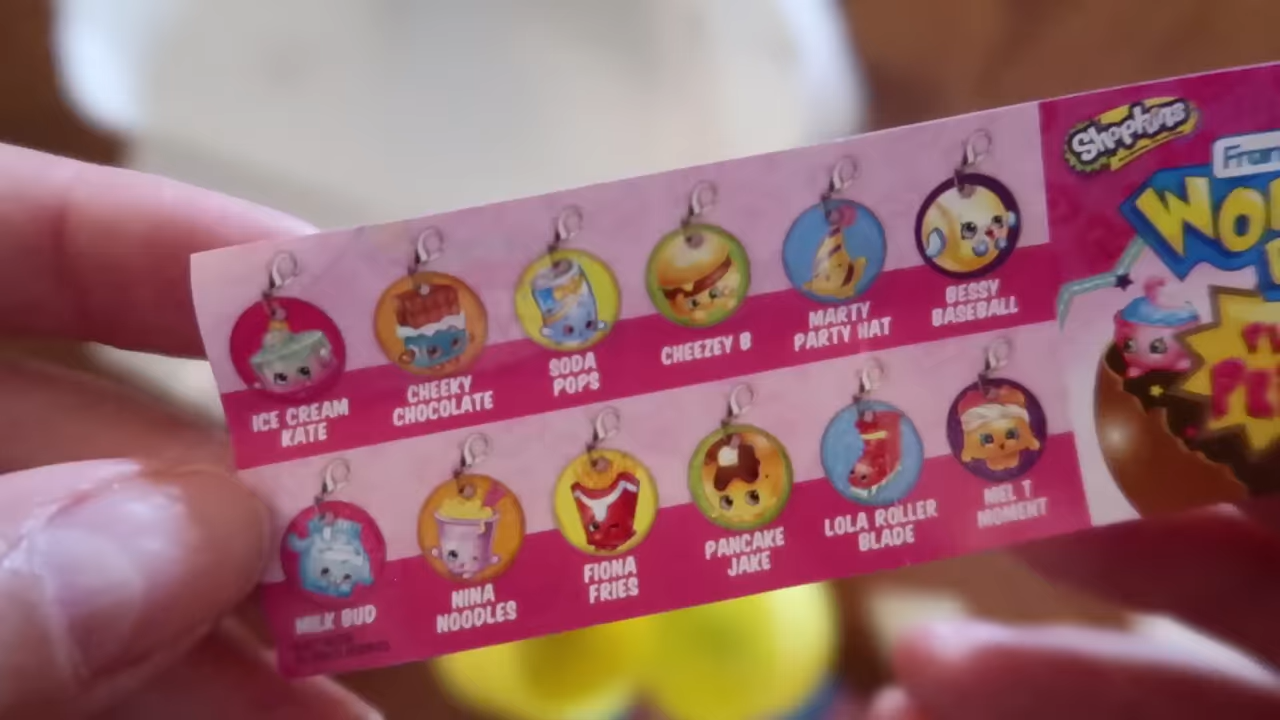 Shopkins
ICE CREAM
KATE
CHEEKY
CHOCOLATE
SODA
POPS
CHEEZEY B
MARTY
PARTY HAT
BESSY
BASEBALL
MILK BUD
NINA
NOODLES
FIONA
FRIES
PANCAKE
JAKE
LOLA ROLLER
BLADE
MEL T
MOMENT